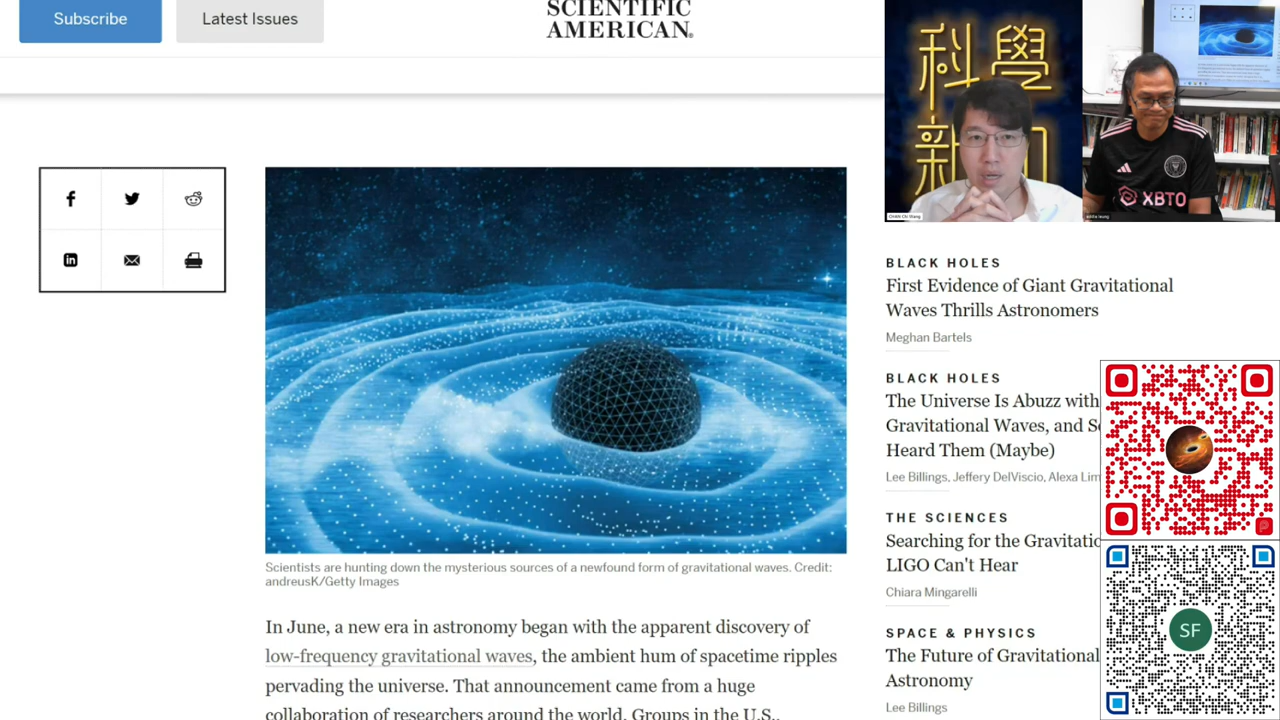 Subscribe
Latest Issues
SCIENTIFIC
AMERICAN®
科學
新知
CHAN Chi Wang
XBTO
Scientists are hunting down the mysterious sources of a newfound form of gravitational waves. Credit:
andreusK/Getty Images
In June, a new era in astronomy began with the apparent discovery of
low-frequency gravitational waves, the ambient hum of spacetime ripples
pervading the universe. That announcement came from a huge
collaboration of researchers around the world. Groups in the U.S.,
BLACK HOLES
First Evidence of Giant Gravitational
Waves Thrills Astronomers
Meghan Bartels
BLACK HOLES
The Universe Is Abuzz with
Gravitational Waves, and S
Heard Them (Maybe)
Lee Billings, Jeffery DelViscio, Alexa Lim
THE SCIENCES
Searching for the Gravitatio
LIGO Can't Hear
Chiara Mingarelli
SPACE & PHYSICS
The Future of Gravitational
Astronomy
Lee Billings
SF